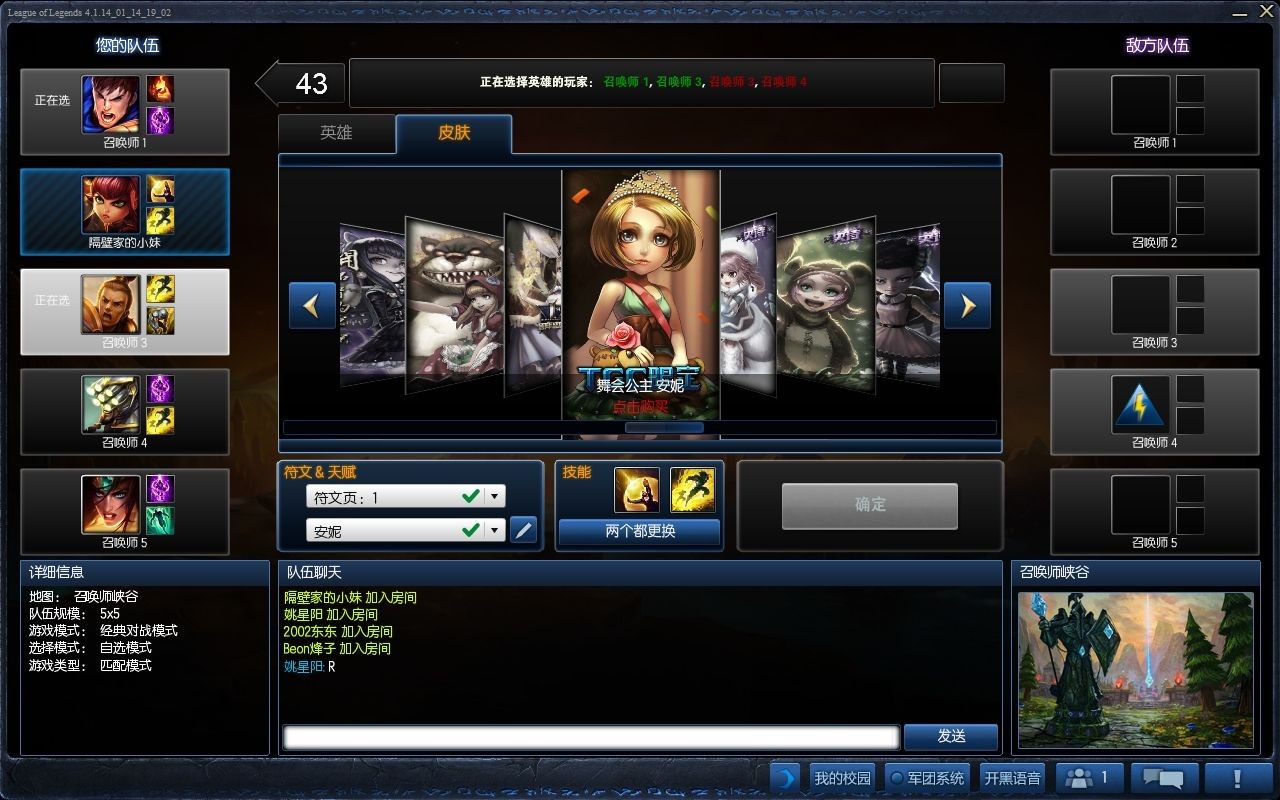 League of Legends 4.1.14_01_14_19_02
您的队伍
敌方队伍
正在选
召唤师 1
隔壁家的小妹
正在选
召唤师 3
召唤师 4
召唤师 5
43
正在选择英雄的玩家: 召唤师 1, 召唤师 3, 召唤师 3, 召唤师 4
英雄
皮肤
TGC限定
舞会公主 安妮
点击购买
符文 & 天赋
符文页: 1
安妮
技能
两个都更换
确定
召唤师 1
召唤师 2
召唤师 3
召唤师 4
召唤师 5
详细信息
地图: 召唤师峡谷
队伍规模: 5x5
游戏模式: 经典对战模式
选择模式: 自选模式
游戏类型: 匹配模式
队伍聊天
隔壁家的小妹 加入房间
姚星阳 加入房间
2002东东 加入房间
Beon烽子 加入房间
姚星阳: R
发送
召唤师峡谷
我的校园
军团系统
开黑语音
1